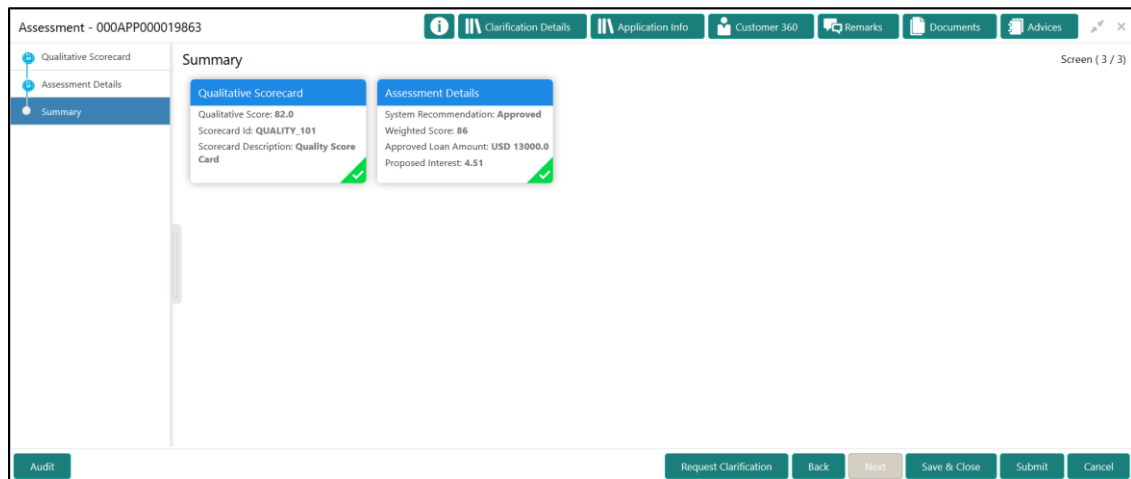 Assessment - 000APP000019863
Clarification Details
Application Info
Customer 360
Remarks
Documents
Advices
Qualitative Scorecard
Assessment Details
Summary
Summary
Screen ( 3 / 3)
Qualitative Scorecard
Qualitative Score: 82.0
Scorecard Id: QUALITY_101
Scorecard Description: Quality Score
Card
Assessment Details
System Recommendation: Approved
Weighted Score: 86
Approved Loan Amount: USD 13000.0
Proposed Interest: 4.51
Audit
Request Clarification
Back
Next
Save & Close
Submit
Cancel